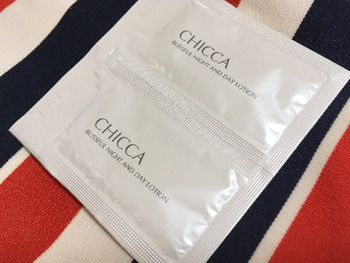 CHICCA
BLISSFUL NIGHT AND DAY LOTION
CHICCA
BLISSFUL NIGHT AND DAY LOTION